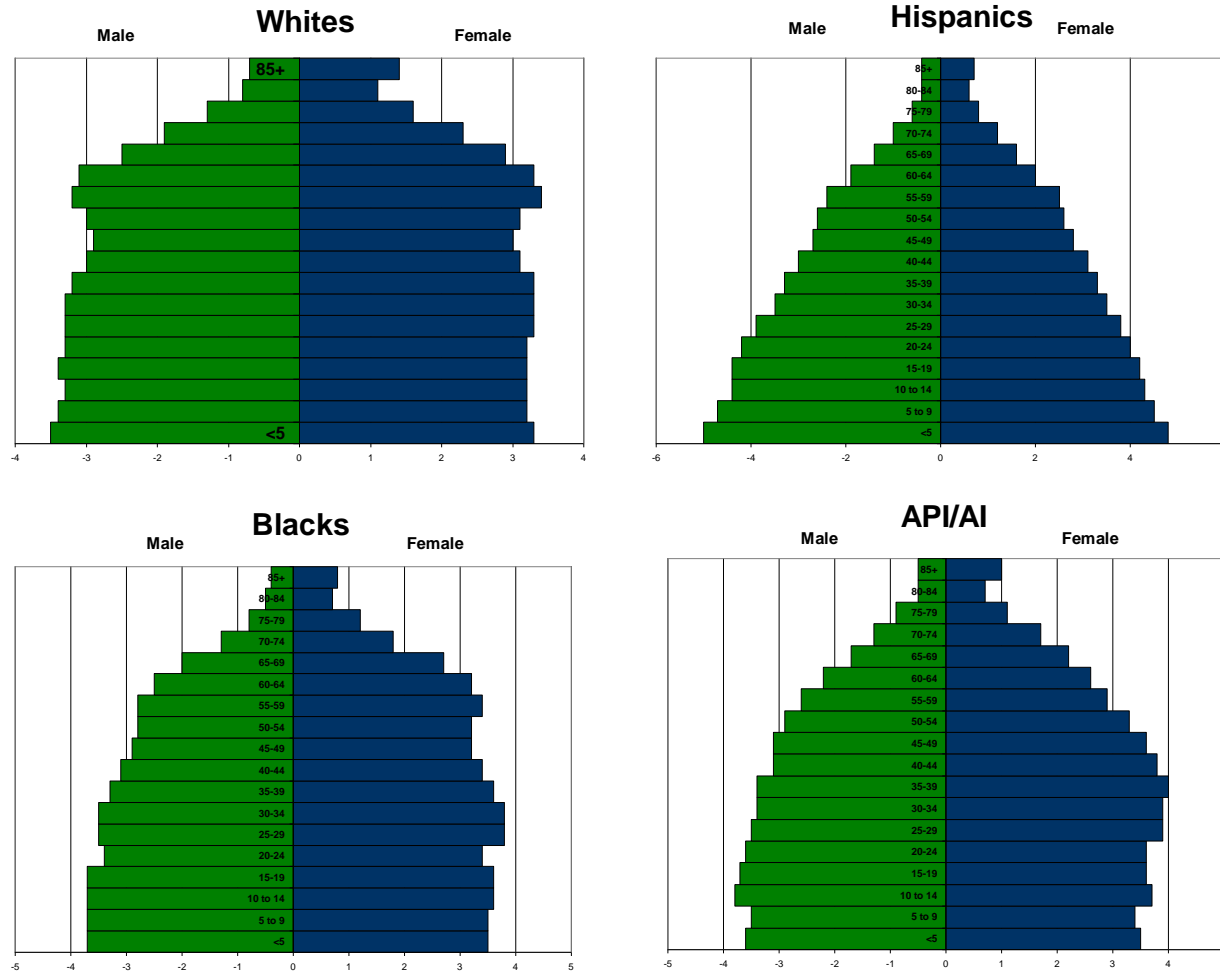 Whites
Male
Female
85+
<5
-4 -3 -2 -1 0 1 2 3 4
Hispanics
Male
Female
85+
80-84
75-79
70-74
65-69
60-64
55-59
50-54
45-49
40-44
35-39
30-34
25-29
20-24
15-19
10 to 14
5 to 9
<5
-6 -4 -2 0 2 4
Blacks
Male
Female
85+
80-84
75-79
70-74
65-69
60-64
55-59
50-54
45-49
40-44
35-39
30-34
25-29
20-24
15-19
10 to 14
5 to 9
<5
-5 -4 -3 -2 -1 0 1 2 3 4 5
API/AI
Male
Female
85+
80-84
75-79
70-74
65-69
60-64
55-59
50-54
45-49
40-44
35-39
30-34
25-29
20-24
15-19
10 to 14
5 to 9
<5
-5 -4 -3 -2 -1 0 1 2 3 4 5